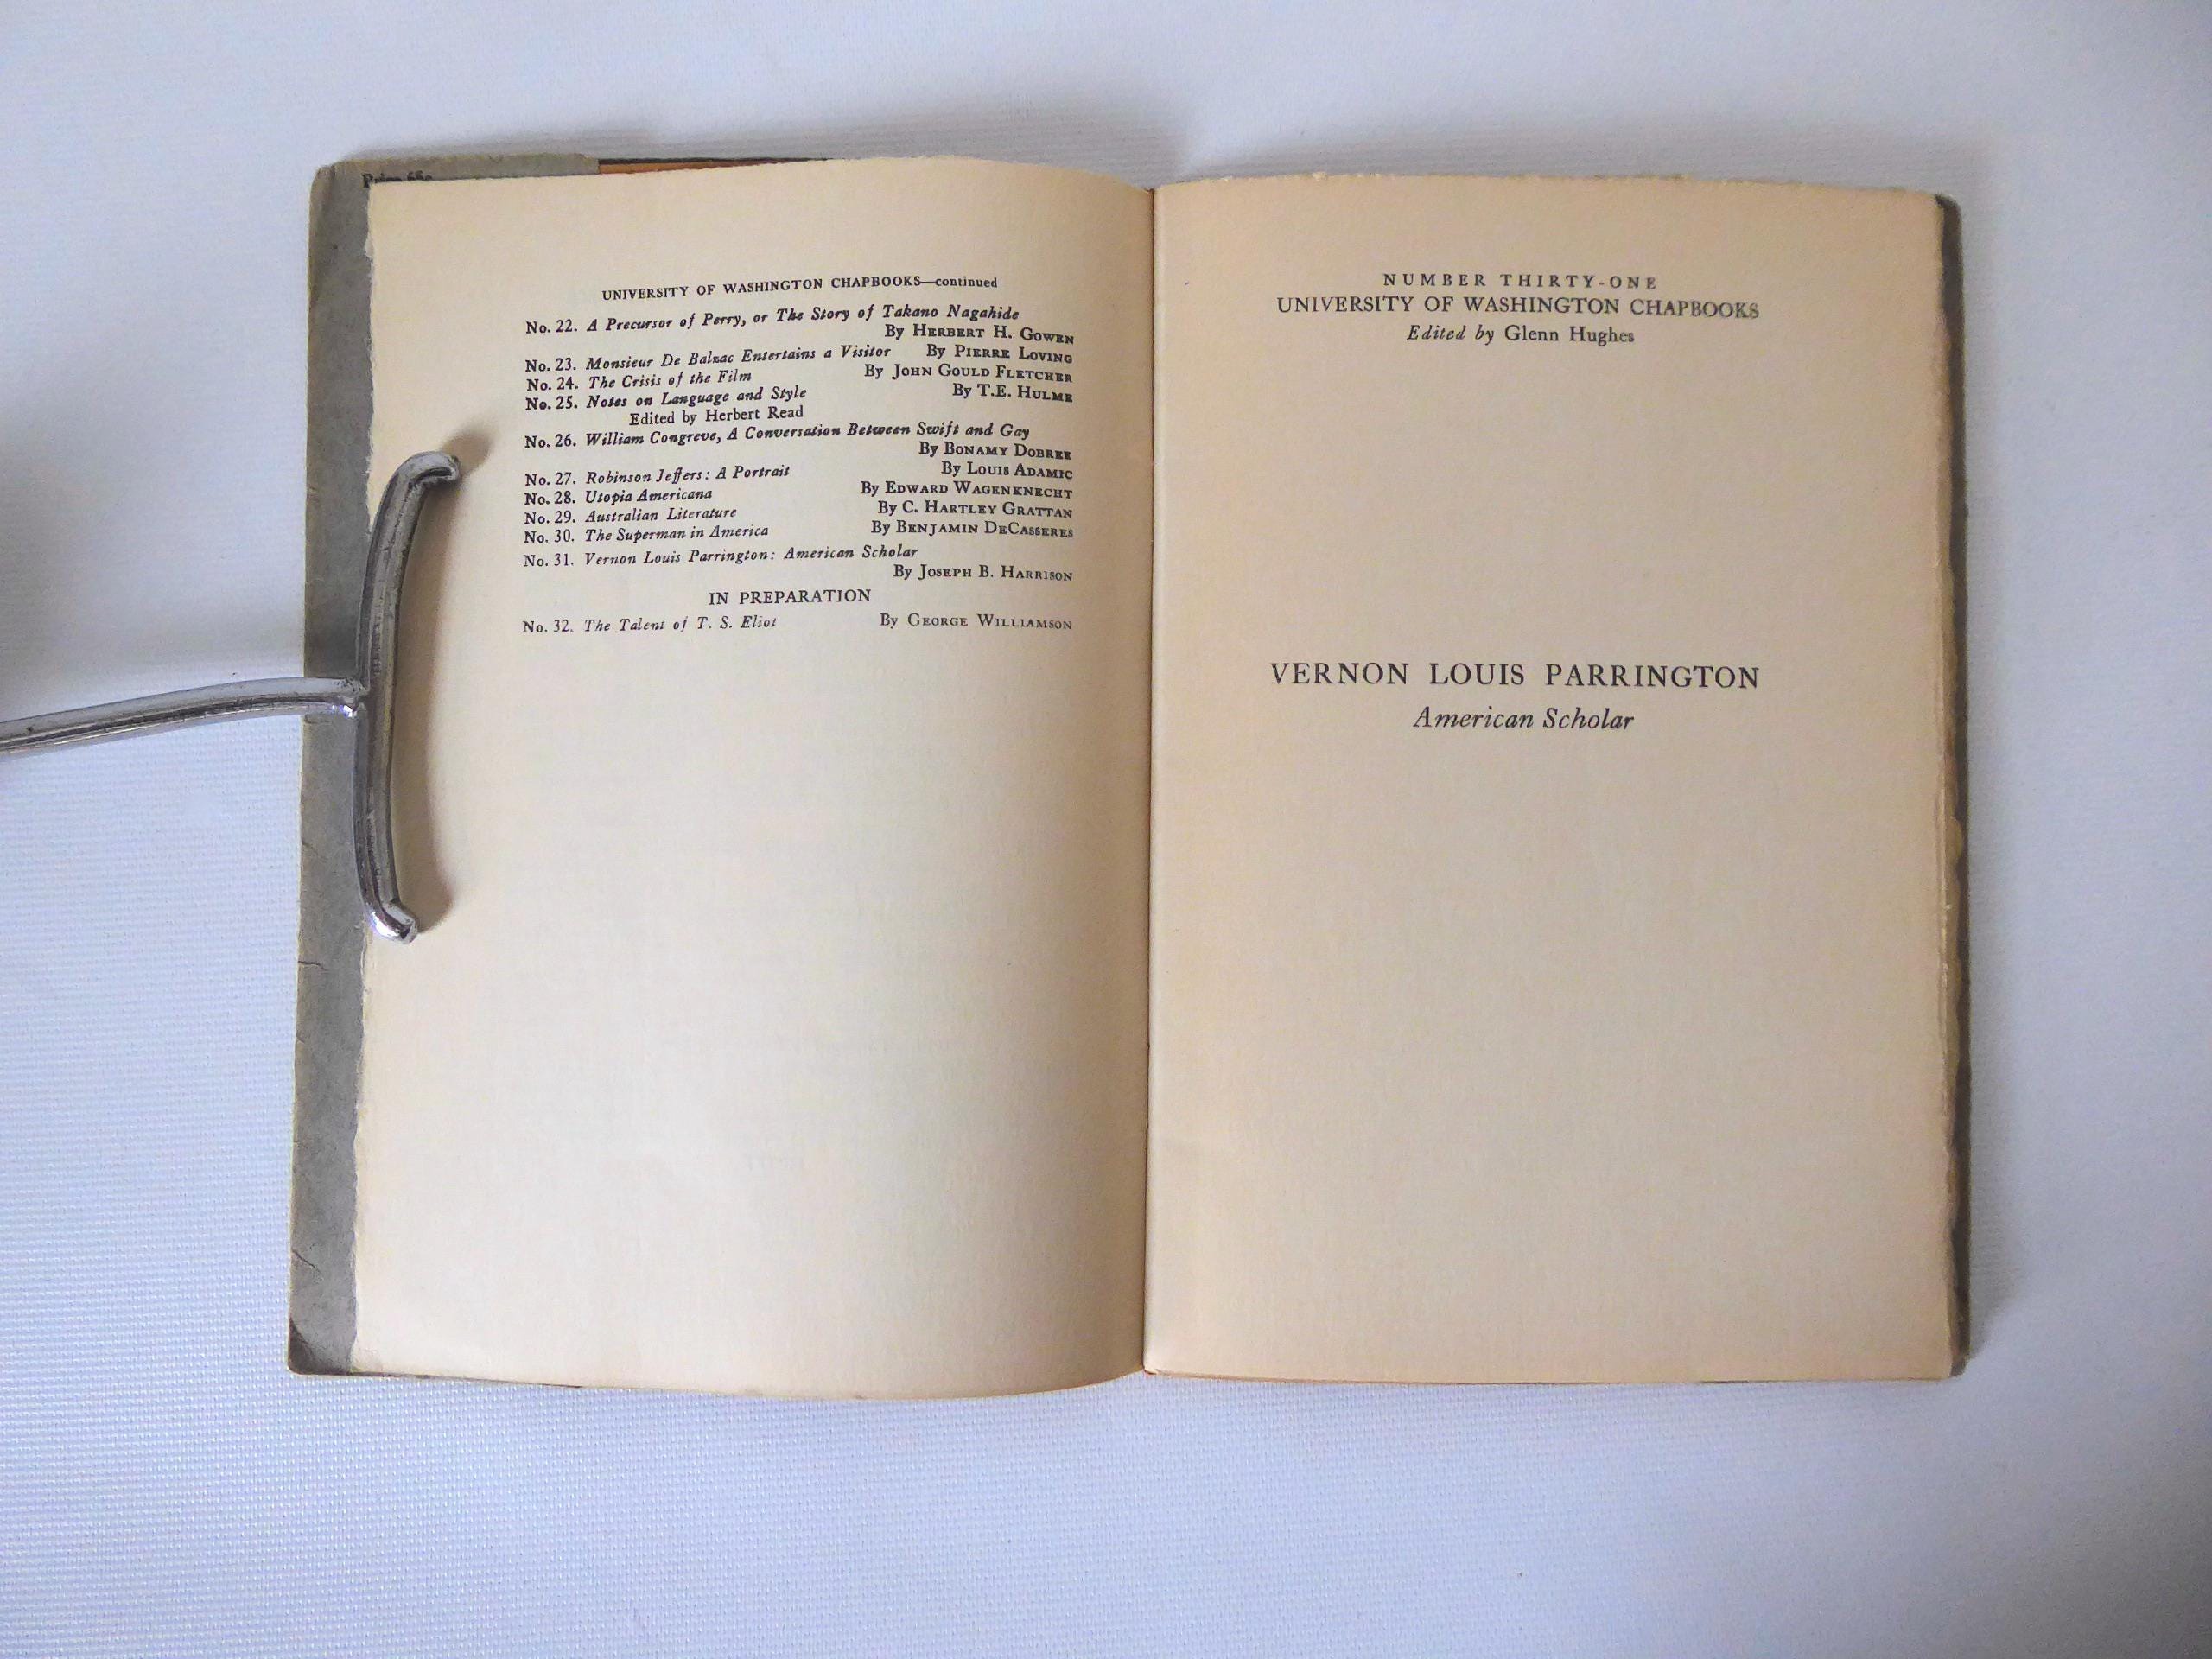 Price 65c
UNIVERSITY OF WASHINGTON CHAPBOOKS—continued
No. 22. A Precursor of Perry, or The Story of Takano Nagahide
By HERBERT H. GOWEN
No. 23. Monsieur De Balzac Entertains a Visitor By PIERRE LOVING
No. 24. The Crisis of the Film By JOHN GOULD FLETCHER
No. 25. Notes on Language and Style By T.E. HULME
Edited by Herbert Read
No. 26. William Congreve, A Conversation Between Swift and Gay
By BONAMY DOBREE
No. 27. Robinson Jeffers: A Portrait By LOUIS ADAMIC
No. 28. Utopia Americana By EDWARD WAGENKNECHT
No. 29. Australian Literature By C. HARTLEY GRATTAN
No. 30. The Superman in America By BENJAMIN DECASSERES
No. 31. Vernon Louis Parrington: American Scholar
By JOSEPH B. HARRISON
IN PREPARATION
No. 32. The Talent of T. S. Eliot By GEORGE WILLIAMSON
NUMBER THIRTY-ONE
UNIVERSITY OF WASHINGTON CHAPBOOKS
Edited by Glenn Hughes
VERNON LOUIS PARRINGTON
American Scholar